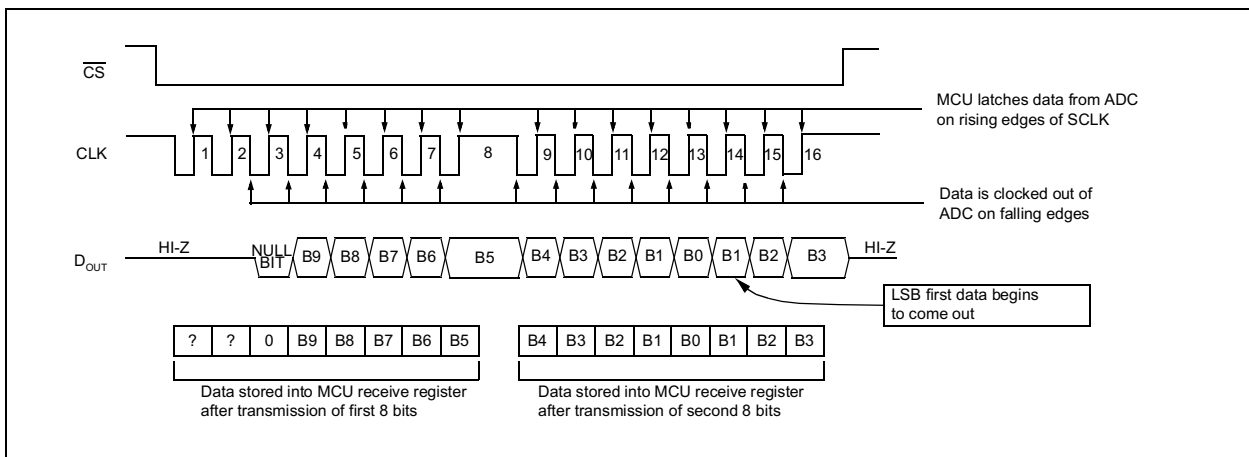 CS
MCU latches data from ADC
on rising edges of SCLK
CLK
1 2 3 4 5 6 7 8 9 10 11 12 13 14 15 16
Data is clocked out of
ADC on falling edges
DOUT
HI-Z
NULL
BIT
B9 B8 B7 B6 B5 B4 B3 B2 B1 B0 B1 B2 B3
HI-Z
LSB first data begins
to come out
? ? 0 B9 B8 B7 B6 B5
B4 B3 B2 B1 B0 B1 B2 B3
Data stored into MCU receive register
after transmission of first 8 bits
Data stored into MCU receive register
after transmission of second 8 bits